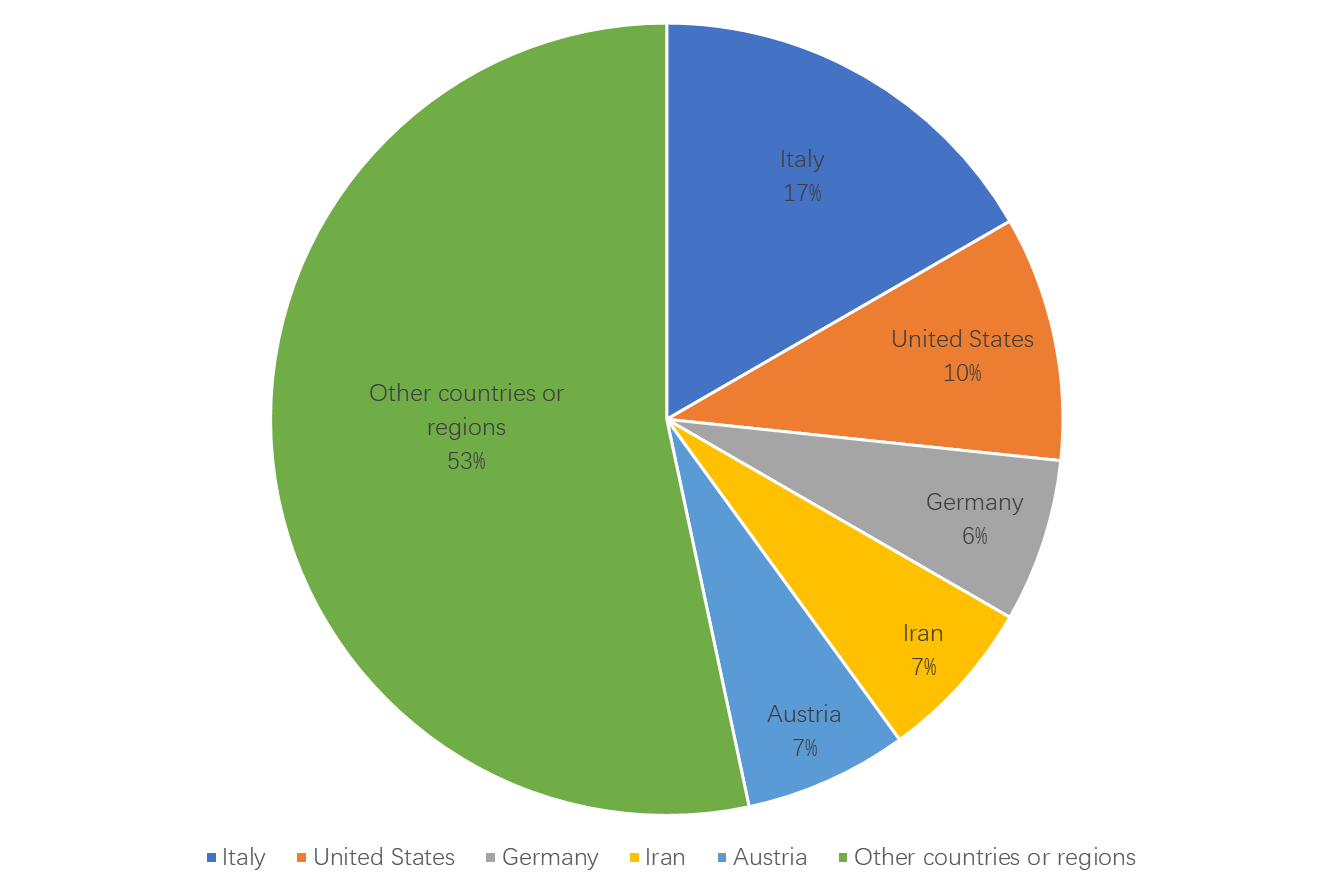 Italy
17%
United States
10%
Germany
6%
Iran
7%
Austria
7%
Other countries or
regions
53%
Italy United States Germany Iran Austria Other countries or regions